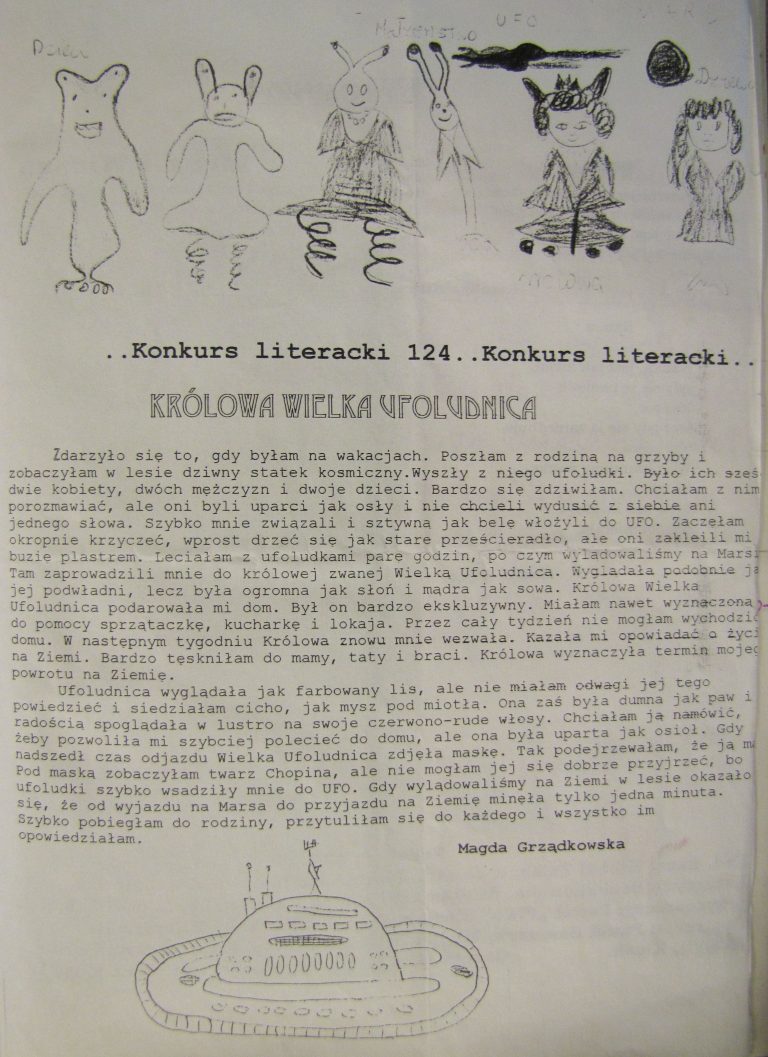 Dzieci
Małżeństwo
UFO
..Konkurs literacki 124..Konkurs literacki..
KRÓLOWA WIELKA UFOLUDNICA
Zdarzyło się to, gdy byłam na wakacjach. Poszłam z rodziną na grzyby i
zobaczyłam w lesie dziwny statek kosmiczny.Wyszły z niego ufoludki. Było ich sześ
dwie kobiety, dwóch mężczyzn i dwoje dzieci. Bardzo się zdziwiłam. Chciałam z nim
porozmawiać, ale oni byli uparci jak osły i nie chcieli wydusić z siebie ani
jednego słowa. Szybko mnie związali i sztywną jak belę włożyli do UFO. Zaczęłam
okropnie krzyczeć, wprost drzeć się jak stare prześcieradło, ale oni zakleili mi
buzię plastrem. Leciałam z ufoludkami parę godzin, po czym wylądowaliśmy na Marsi
Tam zaprowadzili mnie do królowej zwanej Wielką Ufoludnicą. Wyglądała podobnie ja
jej podwładni, lecz była ogromna jak słoń i mądra jak sowa. Królowa Wielka
Ufoludnica podarowała mi dom. Był on bardzo ekskluzywny. Miałam nawet wyznaczoną
do pomocy sprzątaczkę, kucharkę i lokaja. Przez cały tydzień nie mogłam wychodzić
domu. W następnym tygodniu Królowa znowu mnie wezwała. Kazała mi opowiadać o życi
na Ziemi. Bardzo tęskniłam do mamy, taty i braci. Królowa wyznaczyła termin mojeg
powrotu na Ziemię.
Ufoludnica wyglądała jak farbowany lis, ale nie miałam odwagi jej tego
powiedzieć i siedziałam cicho, jak mysz pod miotłą. Ona zaś była dumna jak paw i
radością spoglądała w lustro na swoje czerwono-rude włosy. Chciałam ją namówić,
żeby pozwoliła mi szybciej polecieć do domu, ale ona była uparta jak osioł. Gdy
nadszedł czas odjazdu Wielka Ufoludnica zdjęła maskę. Tak podejrzewałam, że ją ma
Pod maską zobaczyłam twarz Chopina, ale nie mogłam jej się dobrze przyjrzeć, bo
ufoludki szybko wsadziły mnie do UFO. Gdy wylądowaliśmy na Ziemi w lesie okazało
się, że od wyjazdu na Marsa do przyjazdu na Ziemię minęła tylko jedna minuta.
Szybko pobiegłam do rodziny, przytuliłam się do każdego i wszystko im
opowiedziałam.
Magda Grządkowska